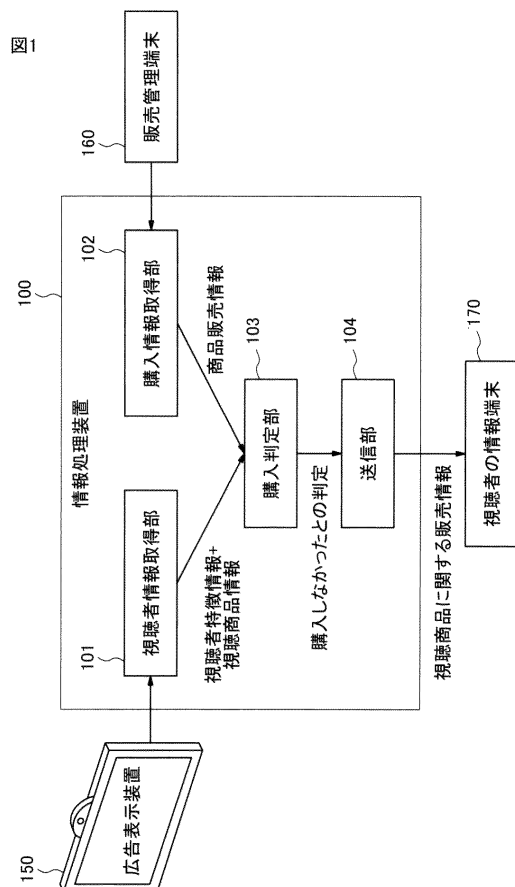 図1
100
情報処理装置
150
広告表示装置
101
視聴者情報取得部
102
購入情報取得部
160
販売管理端末
視聴者特徴情報+
視聴商品情報
商品販売情報
103
購入判定部
購入しなかったとの判定
104
送信部
視聴商品に関する販売情報
170
視聴者の情報端末